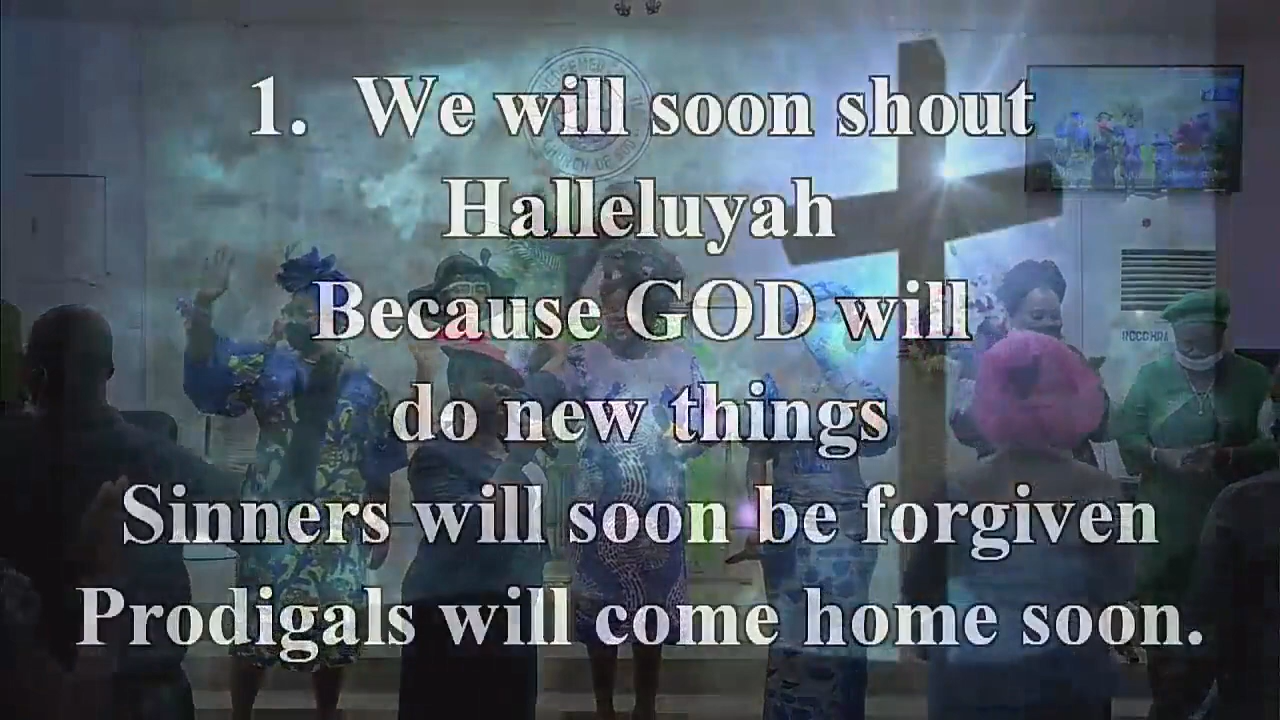 1. We will soon shout
Halleluyah
Because GOD will
do new things
Sinners will soon be forgiven
Prodigals will come home soon.